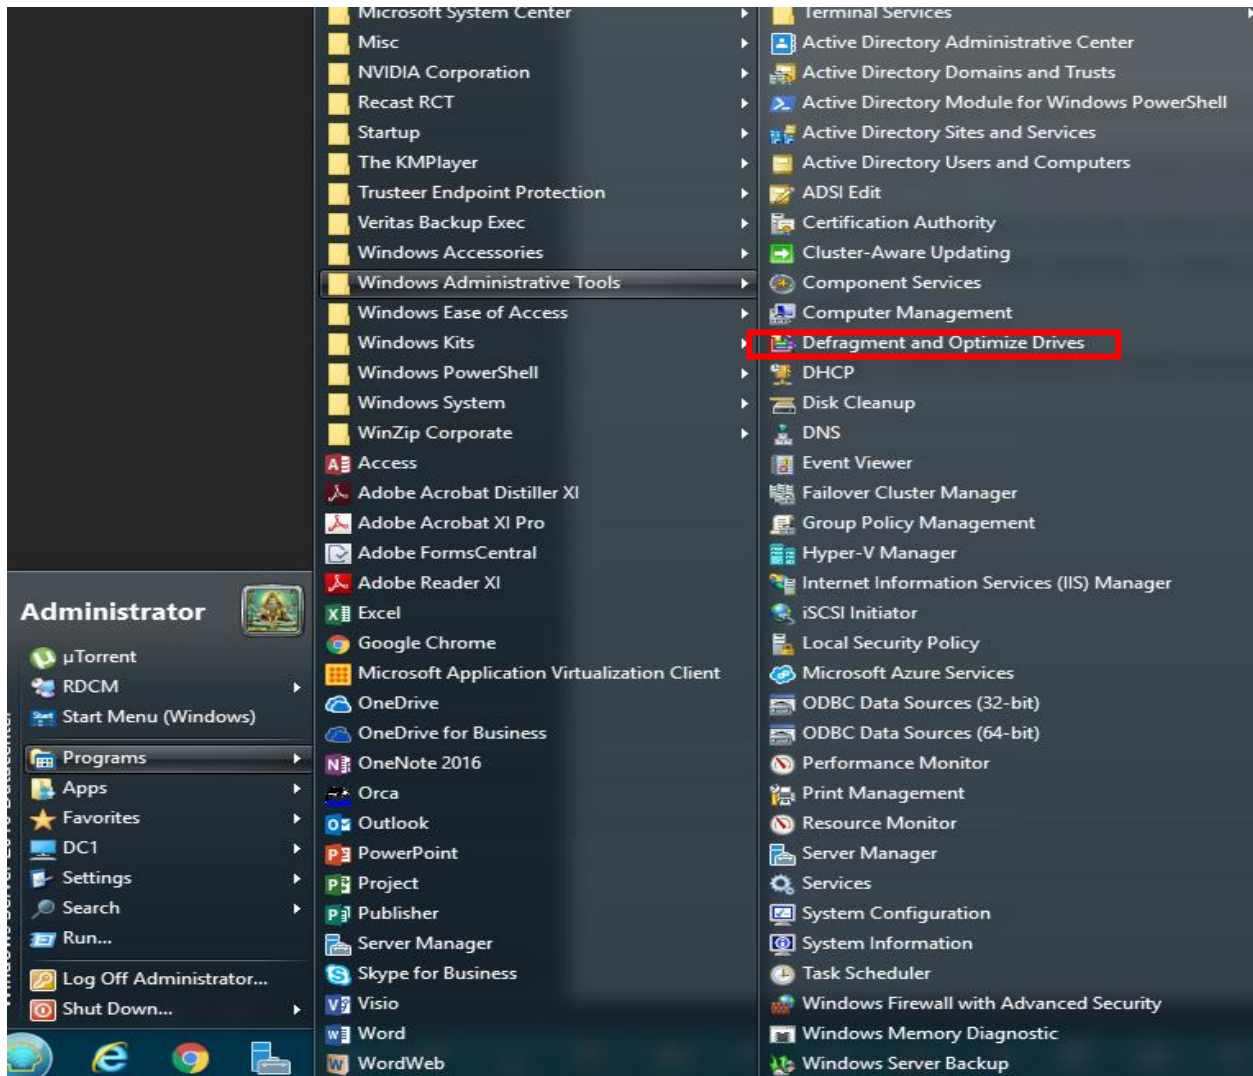 Administrator
µTorrent
RDCM
Start Menu (Windows)
Programs
Apps
Favorites
DC1
Settings
Search
Run...
Log Off Administrator...
Shut Down...
Microsoft System Center
Misc
NVIDIA Corporation
Recast RCT
Startup
The KMPlayer
Trusteer Endpoint Protection
Veritas Backup Exec
Windows Accessories
Windows Administrative Tools
Windows Ease of Access
Windows Kits
Windows PowerShell
Windows System
WinZip Corporate
Access
Adobe Acrobat Distiller XI
Adobe Acrobat XI Pro
Adobe FormsCentral
Adobe Reader XI
Excel
Google Chrome
Microsoft Application Virtualization Client
OneDrive
OneDrive for Business
OneNote 2016
Orca
Outlook
PowerPoint
Project
Publisher
Server Manager
Skype for Business
Visio
Word
WordWeb
Terminal Services
Active Directory Administrative Center
Active Directory Domains and Trusts
Active Directory Module for Windows PowerShell
Active Directory Sites and Services
Active Directory Users and Computers
ADSI Edit
Certification Authority
Cluster-Aware Updating
Component Services
Computer Management
Defragment and Optimize Drives
DHCP
Disk Cleanup
DNS
Event Viewer
Failover Cluster Manager
Group Policy Management
Hyper-V Manager
Internet Information Services (IIS) Manager
iSCSI Initiator
Local Security Policy
Microsoft Azure Services
ODBC Data Sources (32-bit)
ODBC Data Sources (64-bit)
Performance Monitor
Print Management
Resource Monitor
Server Manager
Services
System Configuration
System Information
Task Scheduler
Windows Firewall with Advanced Security
Windows Memory Diagnostic
Windows Server Backup